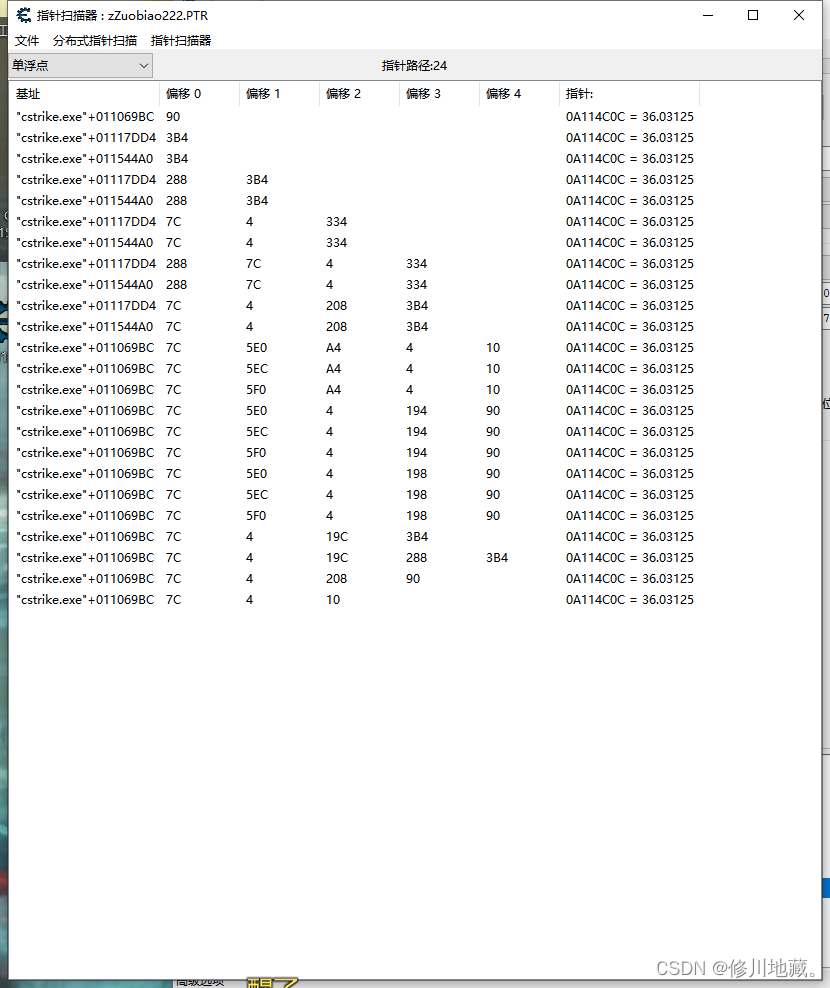 指针扫描器 : zZuobiao222.PTR
文件 分布式指针扫描 指针扫描器
单浮点 指针路径:24
基址 偏移 0 偏移 1 偏移 2 偏移 3 偏移 4 指针:
"cstrike.exe"+011069BC 90 0A114C0C = 36.03125
"cstrike.exe"+01117DD4 3B4 0A114C0C = 36.03125
"cstrike.exe"+011544A0 3B4 0A114C0C = 36.03125
"cstrike.exe"+01117DD4 288 3B4 0A114C0C = 36.03125
"cstrike.exe"+011544A0 288 3B4 0A114C0C = 36.03125
"cstrike.exe"+01117DD4 7C 4 334 0A114C0C = 36.03125
"cstrike.exe"+011544A0 7C 4 334 0A114C0C = 36.03125
"cstrike.exe"+01117DD4 288 7C 4 334 0A114C0C = 36.03125
"cstrike.exe"+011544A0 288 7C 4 334 0A114C0C = 36.03125
"cstrike.exe"+01117DD4 7C 4 208 3B4 0A114C0C = 36.03125
"cstrike.exe"+011544A0 7C 4 208 3B4 0A114C0C = 36.03125
"cstrike.exe"+011069BC 7C 5E0 A4 4 10 0A114C0C = 36.03125
"cstrike.exe"+011069BC 7C 5EC A4 4 10 0A114C0C = 36.03125
"cstrike.exe"+011069BC 7C 5F0 A4 4 10 0A114C0C = 36.03125
"cstrike.exe"+011069BC 7C 5E0 4 194 90 0A114C0C = 36.03125
"cstrike.exe"+011069BC 7C 5EC 4 194 90 0A114C0C = 36.03125
"cstrike.exe"+011069BC 7C 5F0 4 194 90 0A114C0C = 36.03125
"cstrike.exe"+011069BC 7C 5E0 4 198 90 0A114C0C = 36.03125
"cstrike.exe"+011069BC 7C 5EC 4 198 90 0A114C0C = 36.03125
"cstrike.exe"+011069BC 7C 5F0 4 198 90 0A114C0C = 36.03125
"cstrike.exe"+011069BC 7C 4 19C 3B4 0A114C0C = 36.03125
"cstrike.exe"+011069BC 7C 4 19C 288 3B4 0A114C0C = 36.03125
"cstrike.exe"+011069BC 7C 4 208 90 0A114C0C = 36.03125
"cstrike.exe"+011069BC 7C 4 10 0A114C0C = 36.03125
CSDN @修川地藏。
高级选项